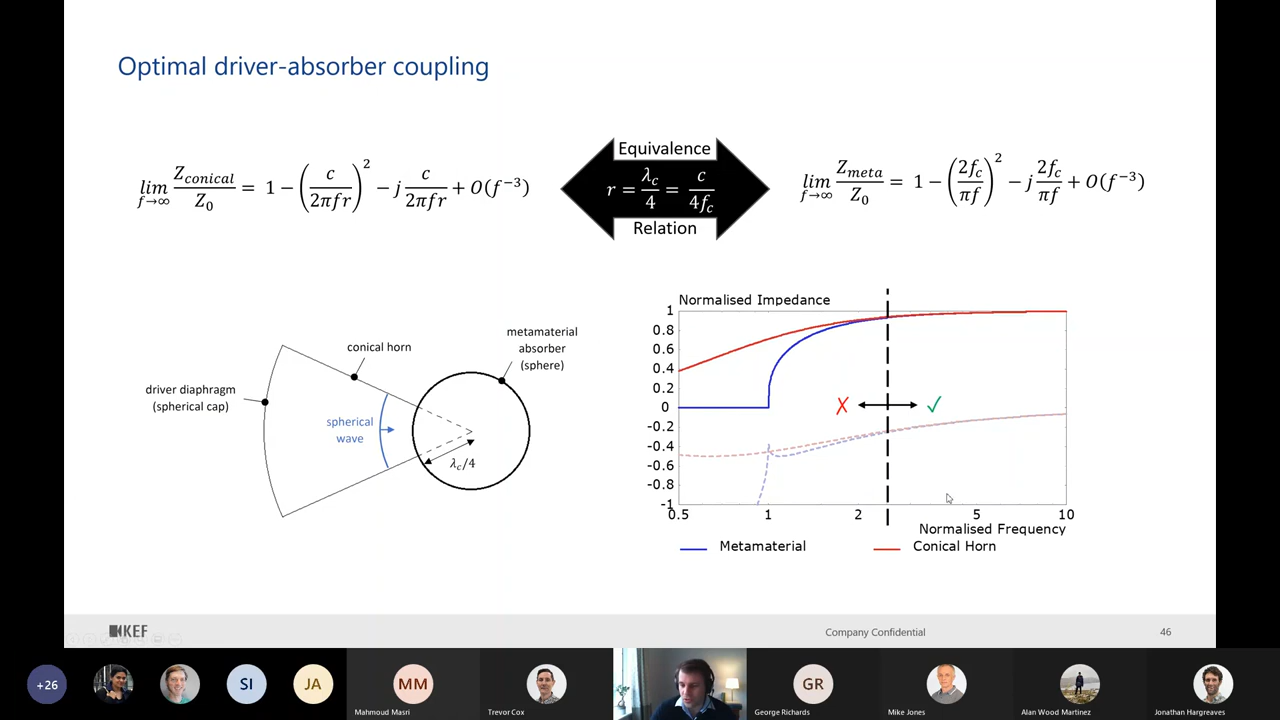 Optimal driver-absorber coupling
lim f→∞ Z_conical/Z_0 = 1 − (c/2πfr)^2 − j c/2πfr + O(f^−3)
Equivalence
r = λ_c/4 = c/4f_c
Relation
lim f→∞ Z_meta/Z_0 = 1 − (2f_c/πf)^2 − j 2f_c/πf + O(f^−3)
metamaterial
absorber
(sphere)
conical horn
driver diaphragm
(spherical cap)
spherical
wave
λ_c/4
Normalised Impedance
1
0.8
0.6
0.4
0.2
0
-0.2
-0.4
-0.6
-0.8
-1
X ✓
0.5 1 2 5 10
Normalised Frequency
Metamaterial Conical Horn
KEF
Company Confidential
46
+26
SI
JA
MM
GR
Mahmoud Masri
Trevor Cox
George Richards
Mike Jones
Alan Wood Martinez
Jonathan Hargreaves